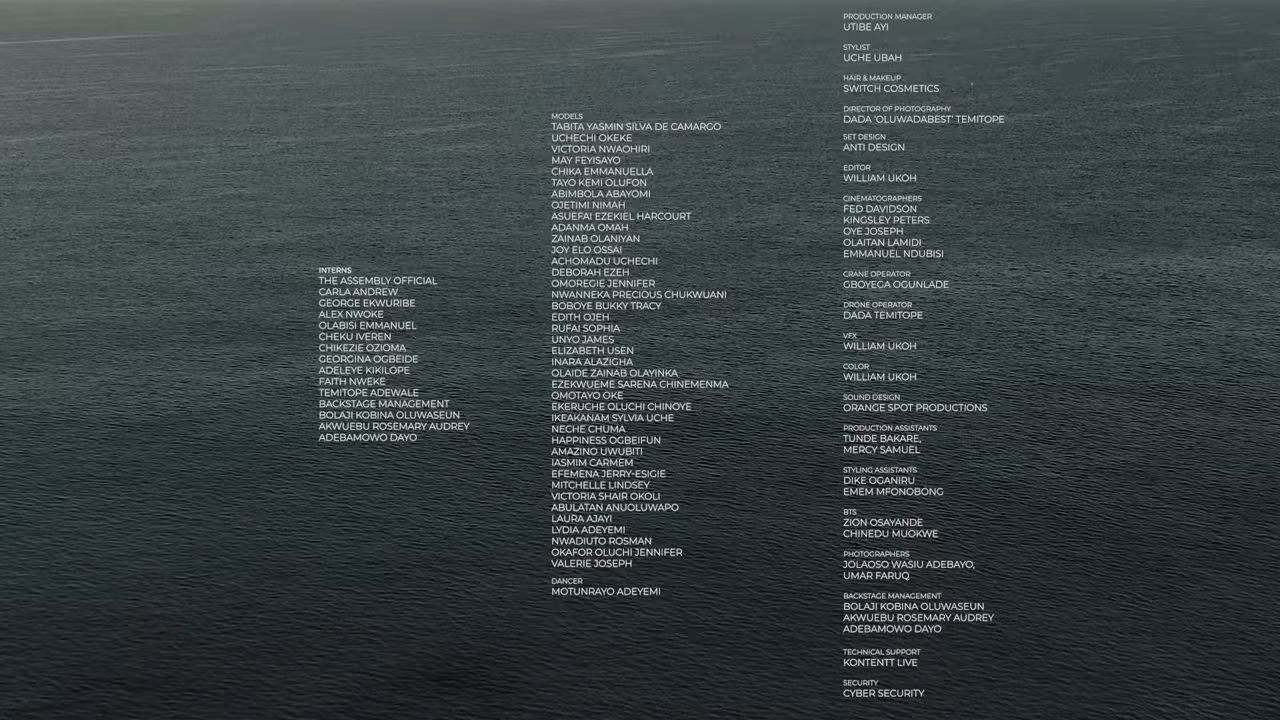 INTERNS
THE ASSEMBLY OFFICIAL
CARLA ANDREW
GEORGE EKWURIBE
ALEX NWOKE
OLABISI EMMANUEL
CHEKU IVEREN
CHIKEZIE OZIOMA
GEORGINA OGBEIDE
ADELEYE KIKILOPE
FAITH NWEKE
TEMITOPE ADEWALE
BACKSTAGE MANAGEMENT
BOLAJI KOBINA OLUWASEUN
AKWUEBU ROSEMARY AUDREY
ADEBAMOWO DAYO
MODELS
TABITA YASMIN SILVA DE CAMARGO
UCHECHI OKEKE
VICTORIA NWAOHIRI
MAY FEYISAYO
CHIKA EMMANUELLA
TAYO KEMI OLUFON
ABIMBOLA ABAYOMI
OJETIMI NIMAH
ASUEFAI EZEKIEL HARCOURT
ADANMA OMAH
ZAINAB OLANIYAN
JOY ELO OSSAI
ACHOMADU UCHECHI
DEBORAH EZEH
OMOREGIE JENNIFER
NWANNEKA PRECIOUS CHUKWUANI
BOBOYE BUKKY TRACY
EDITH OJEH
RUFAI SOPHIA
UNYO JAMES
ELIZABETH USEN
INARA ALAZIGHA
OLAIDE ZAINAB OLAYINKA
EZEKWUEME SARENA CHINEMENMA
OMOTAYO OKE
EKERUCHE OLUCHI CHINOYE
IKEAKANAM SYLVIA UCHE
NECHE CHUMA
HAPPINESS OGBEIFUN
AMAZINO UWUBITI
IASMIM CARMEM
EFEMENA JERRY-ESIGIE
MITCHELLE LINDSEY
VICTORIA SHAIR OKOLI
ABULATAN ANUOLUWAPO
LAURA AJAYI
LYDIA ADEYEMI
NWADIUTO ROSMAN
OKAFOR OLUCHI JENNIFER
VALERIE JOSEPH
DANCER
MOTUNRAYO ADEYEMI
PRODUCTION MANAGER
UTIBE AYI
STYLIST
UCHE UBAH
HAIR & MAKEUP
SWITCH COSMETICS
DIRECTOR OF PHOTOGRAPHY
DADA 'OLUWADABEST' TEMITOPE
SET DESIGN
ANTI DESIGN
EDITOR
WILLIAM UKOH
CINEMATOGRAPHERS
FED DAVIDSON
KINGSLEY PETERS
OYE JOSEPH
OLAITAN LAMIDI
EMMANUEL NDUBISI
CRANE OPERATOR
GBOYEGA OGUNLADE
DRONE OPERATOR
DADA TEMITOPE
VFX
WILLIAM UKOH
COLOR
WILLIAM UKOH
SOUND DESIGN
ORANGE SPOT PRODUCTIONS
PRODUCTION ASSISTANTS
TUNDE BAKARE,
MERCY SAMUEL
STYLING ASSISTANTS
DIKE OGANIRU
EMEM MFONOBONG
BTS
ZION OSAYANDE
CHINEDU MUOKWE
PHOTOGRAPHERS
JOLAOSO WASIU ADEBAYO,
UMAR FARUQ
BACKSTAGE MANAGEMENT
BOLAJI KOBINA OLUWASEUN
AKWUEBU ROSEMARY AUDREY
ADEBAMOWO DAYO
TECHNICAL SUPPORT
KONTENTT LIVE
SECURITY
CYBER SECURITY